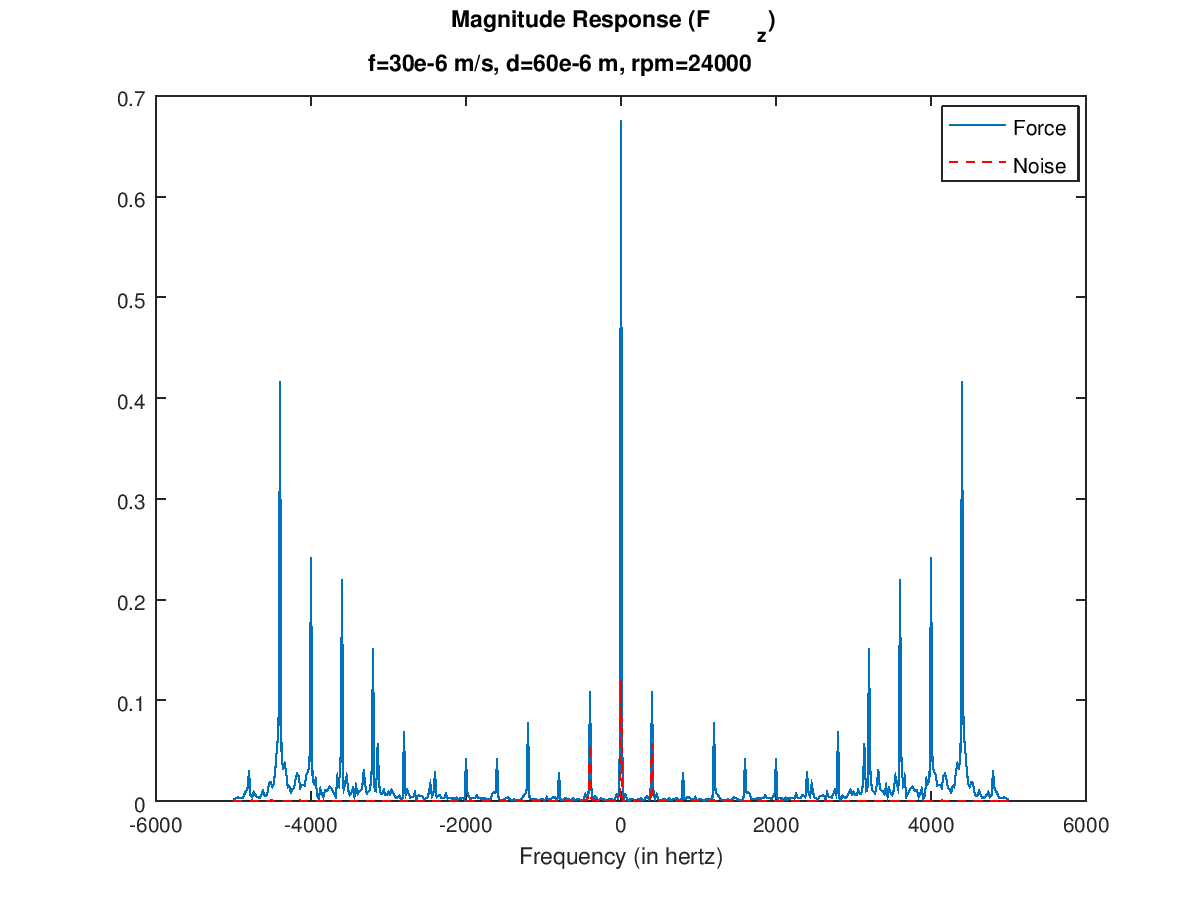 Magnitude Response (F_z)
f=30e-6 m/s, d=60e-6 m, rpm=24000
Force
Noise
0.7
0.6
0.5
0.4
0.3
0.2
0.1
0
-6000 -4000 -2000 0 2000 4000 6000
Frequency (in hertz)